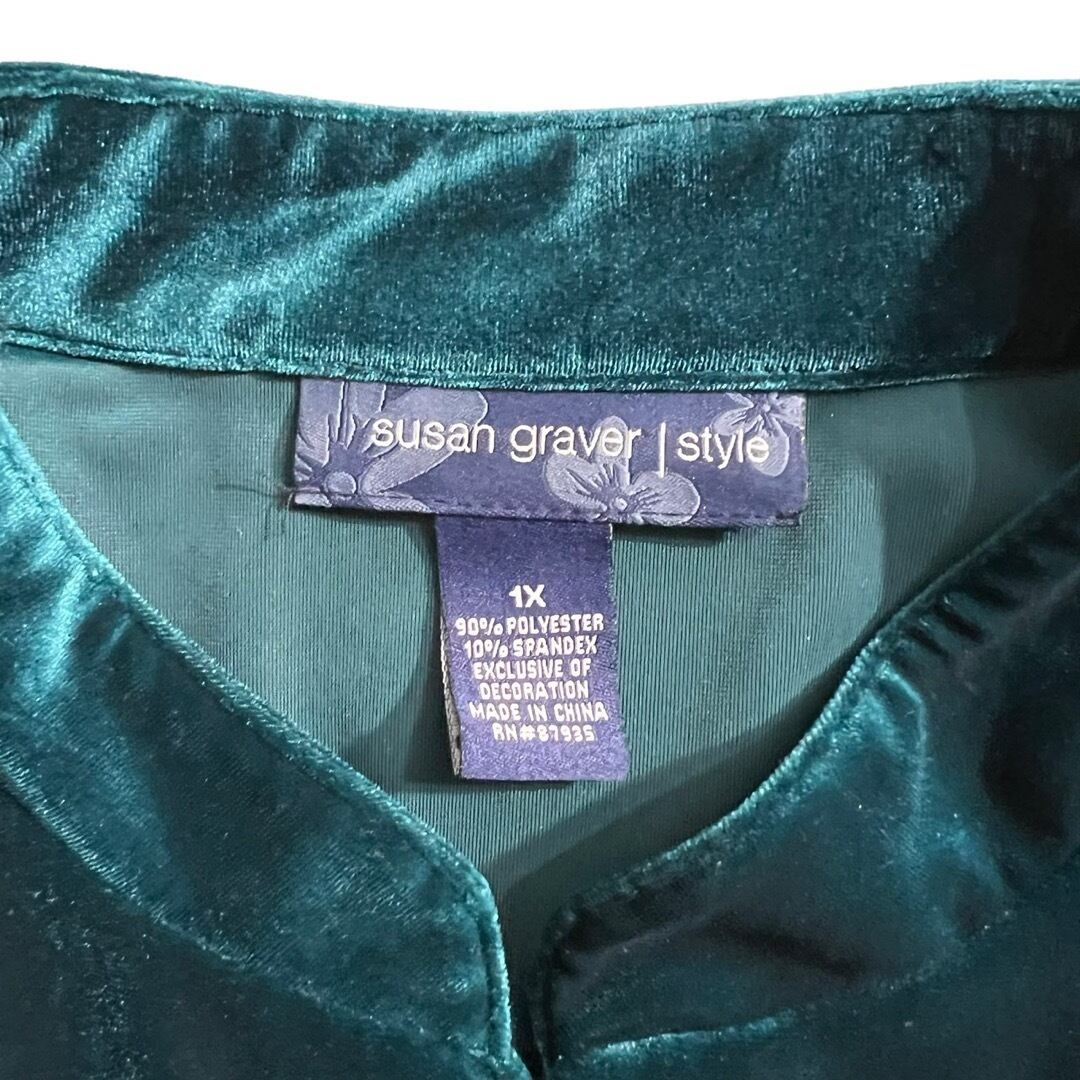 susan graver | style
1X
90% POLYESTER
10% SPANDEX
EXCLUSIVE OF
DECORATION
MADE IN CHINA
RN#87935